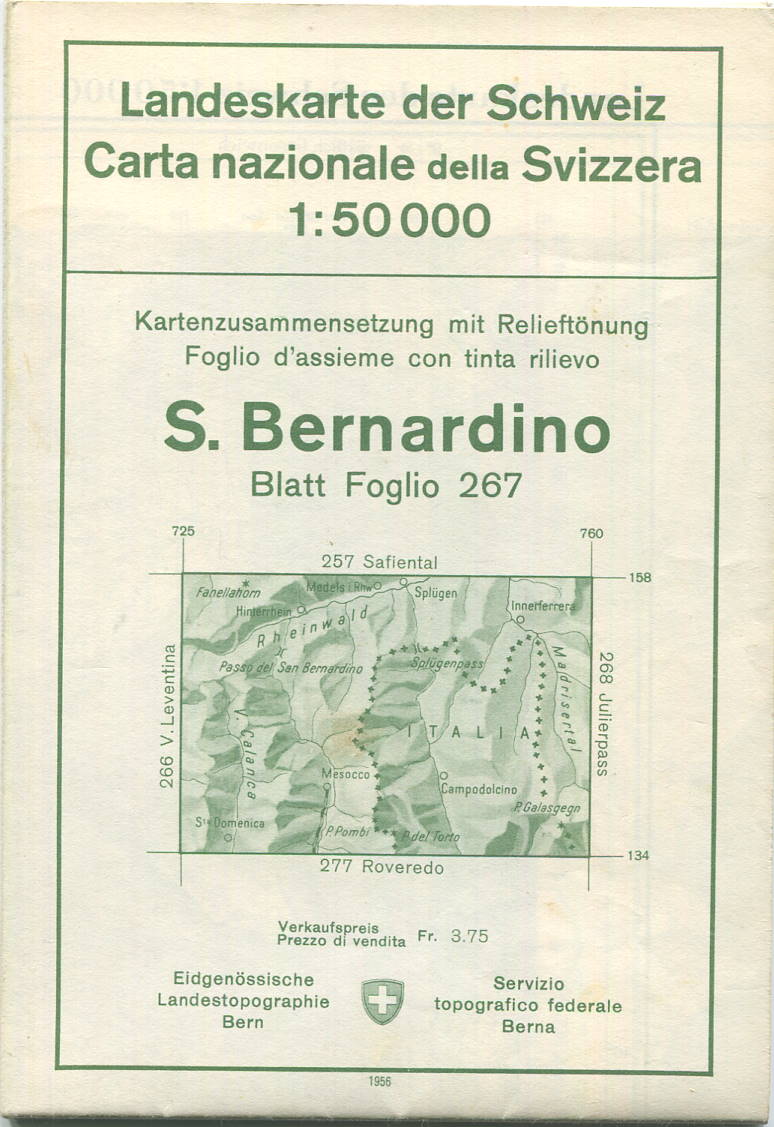 Landeskarte der Schweiz
Carta nazionale della Svizzera
1:50 000
Kartenzusammensetzung mit Relieftönung
Foglio d'assieme con tinta rilievo
S. Bernardino
Blatt Foglio 267
725
760
257 Safiental
158
Fanellahorn
Medels i. Rhw
Splügen
Hinterrhein
Innerferrera
Rheinwald
Passo del San Bernardino
Splügenpass
Madrisertal
266 V. Leventina
268 Julierpass
V. Calanca
ITALIA
Mesocco
Campodolcino
P. Galasgegn
Sta Domenica
P. Pombi
P. del Torto
134
277 Roveredo
Verkaufspreis
Prezzo di vendita
Fr. 3.75
Eidgenössische
Landestopographie
Bern
Servizio
topografico federale
Berna
1956